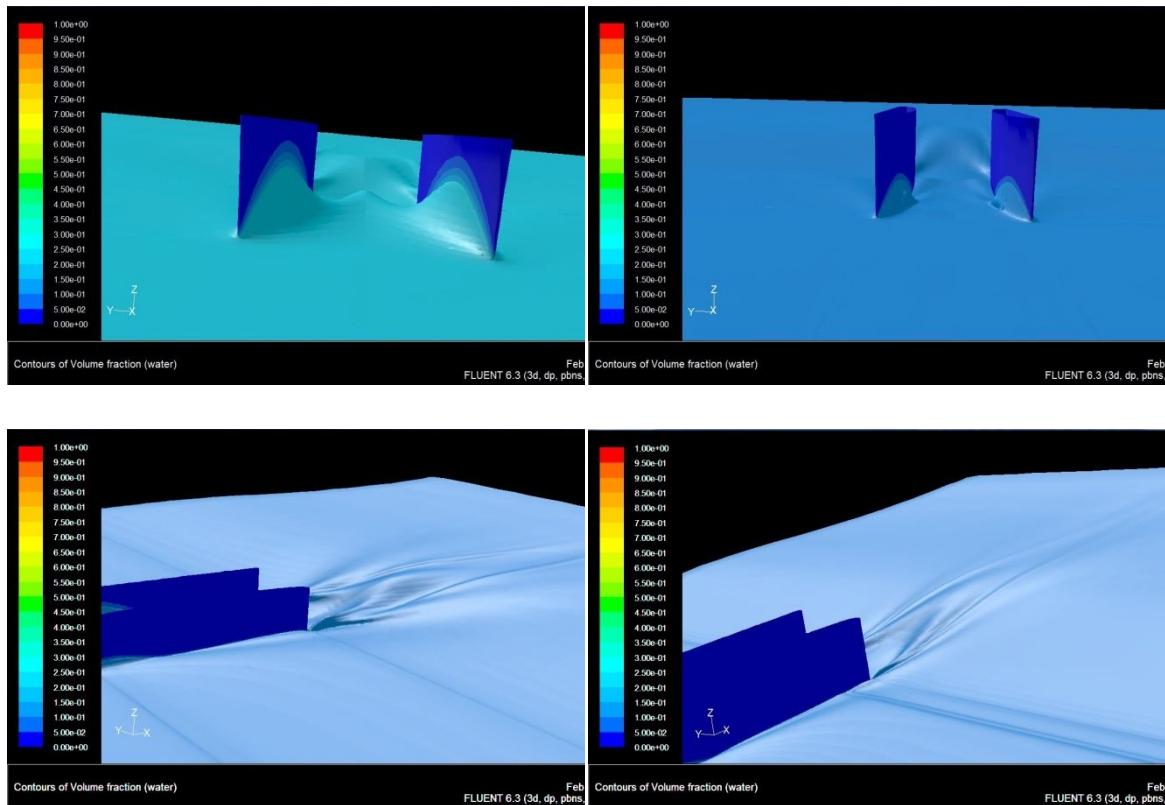 1.00e+00
9.50e-01
9.00e-01
8.50e-01
8.00e-01
7.50e-01
7.00e-01
6.50e-01
6.00e-01
5.50e-01
5.00e-01
4.50e-01
4.00e-01
3.50e-01
3.00e-01
2.50e-01
2.00e-01
1.50e-01
1.00e-01
5.00e-02
0.00e+00
Z
Y X
Contours of Volume fraction (water) Feb
FLUENT 6.3 (3d, dp, pbns,
1.00e+00
9.50e-01
9.00e-01
8.50e-01
8.00e-01
7.50e-01
7.00e-01
6.50e-01
6.00e-01
5.50e-01
5.00e-01
4.50e-01
4.00e-01
3.50e-01
3.00e-01
2.50e-01
2.00e-01
1.50e-01
1.00e-01
5.00e-02
0.00e+00
Z
Y X
Contours of Volume fraction (water) Feb
FLUENT 6.3 (3d, dp, pbns,
1.00e+00
9.50e-01
9.00e-01
8.50e-01
8.00e-01
7.50e-01
7.00e-01
6.50e-01
6.00e-01
5.50e-01
5.00e-01
4.50e-01
4.00e-01
3.50e-01
3.00e-01
2.50e-01
2.00e-01
1.50e-01
1.00e-01
5.00e-02
0.00e+00
Z
Y X
Contours of Volume fraction (water) Feb
FLUENT 6.3 (3d, dp, pbns,
1.00e+00
9.50e-01
9.00e-01
8.50e-01
8.00e-01
7.50e-01
7.00e-01
6.50e-01
6.00e-01
5.50e-01
5.00e-01
4.50e-01
4.00e-01
3.50e-01
3.00e-01
2.50e-01
2.00e-01
1.50e-01
1.00e-01
5.00e-02
0.00e+00
Z
Y X
Contours of Volume fraction (water) Feb
FLUENT 6.3 (3d, dp, pbns,